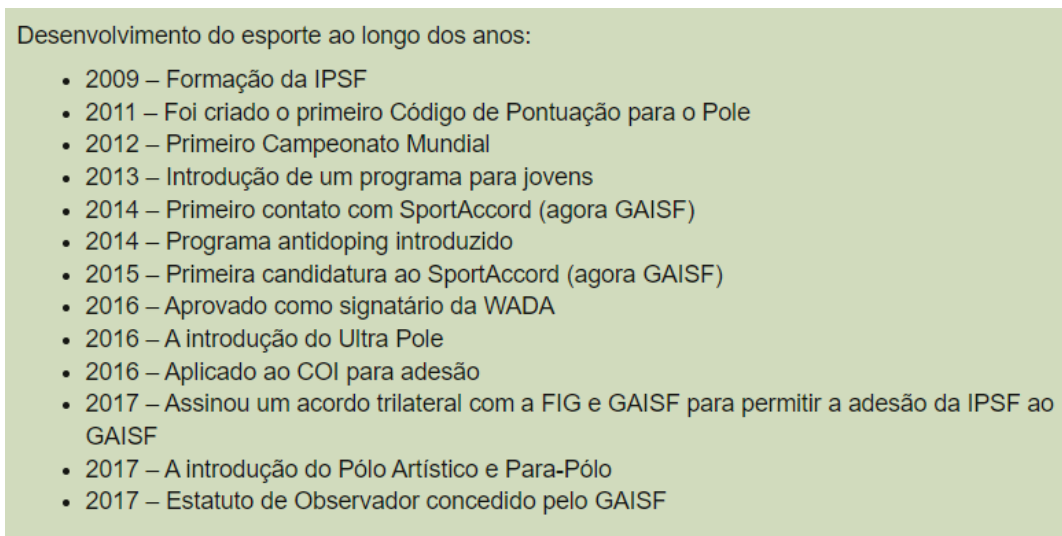 Desenvolvimento do esporte ao longo dos anos:
• 2009 – Formação da IPSF
• 2011 – Foi criado o primeiro Código de Pontuação para o Pole
• 2012 – Primeiro Campeonato Mundial
• 2013 – Introdução de um programa para jovens
• 2014 – Primeiro contato com SportAccord (agora GAISF)
• 2014 – Programa antidoping introduzido
• 2015 – Primeira candidatura ao SportAccord (agora GAISF)
• 2016 – Aprovado como signatário da WADA
• 2016 – A introdução do Ultra Pole
• 2016 – Aplicado ao COI para adesão
• 2017 – Assinou um acordo trilateral com a FIG e GAISF para permitir a adesão da IPSF ao
GAISF
• 2017 – A introdução do Pólo Artístico e Para-Pólo
• 2017 – Estatuto de Observador concedido pelo GAISF